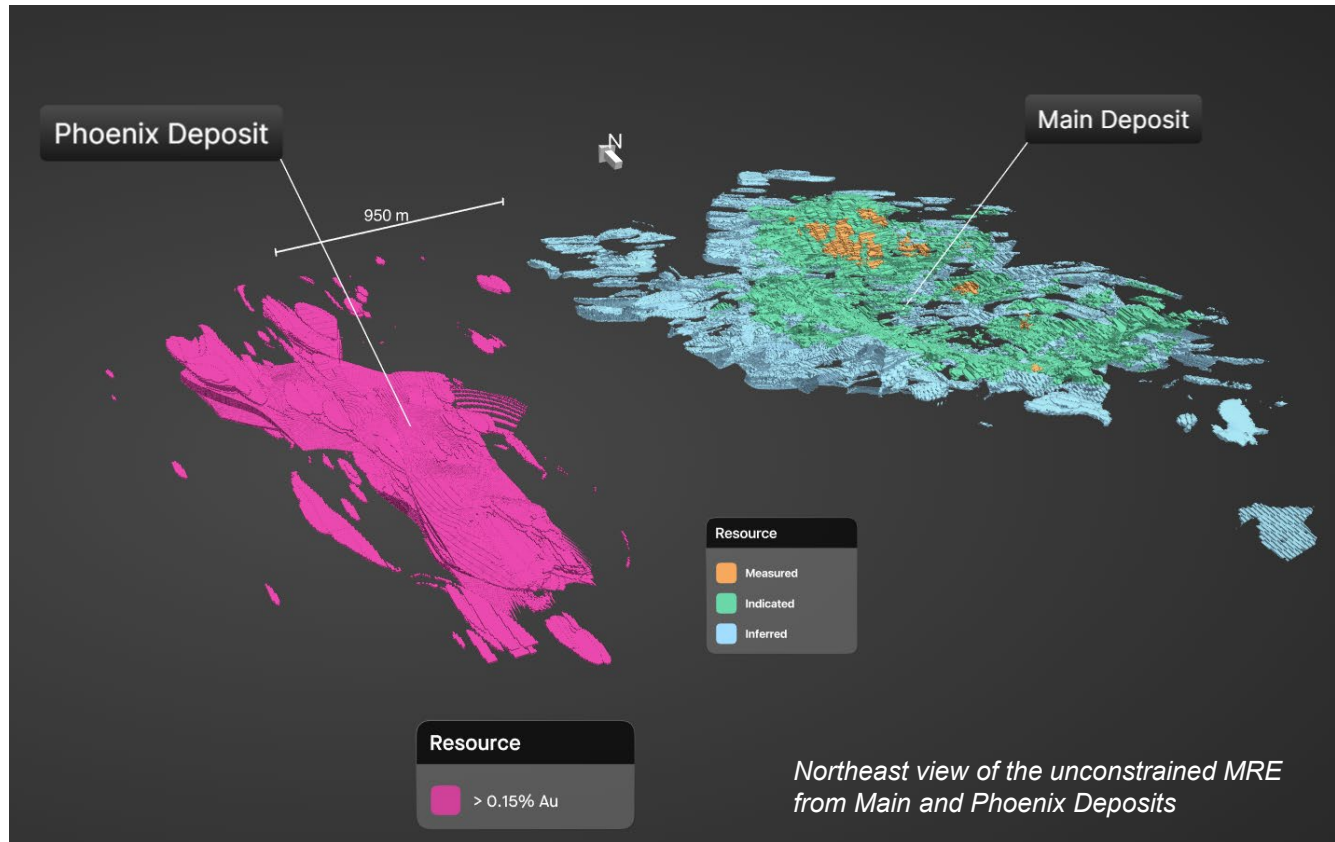 Phoenix Deposit
Main Deposit
N
950 m
Resource
Measured
Indicated
Inferred
Resource
> 0.15% Au
Northeast view of the unconstrained MRE
from Main and Phoenix Deposits